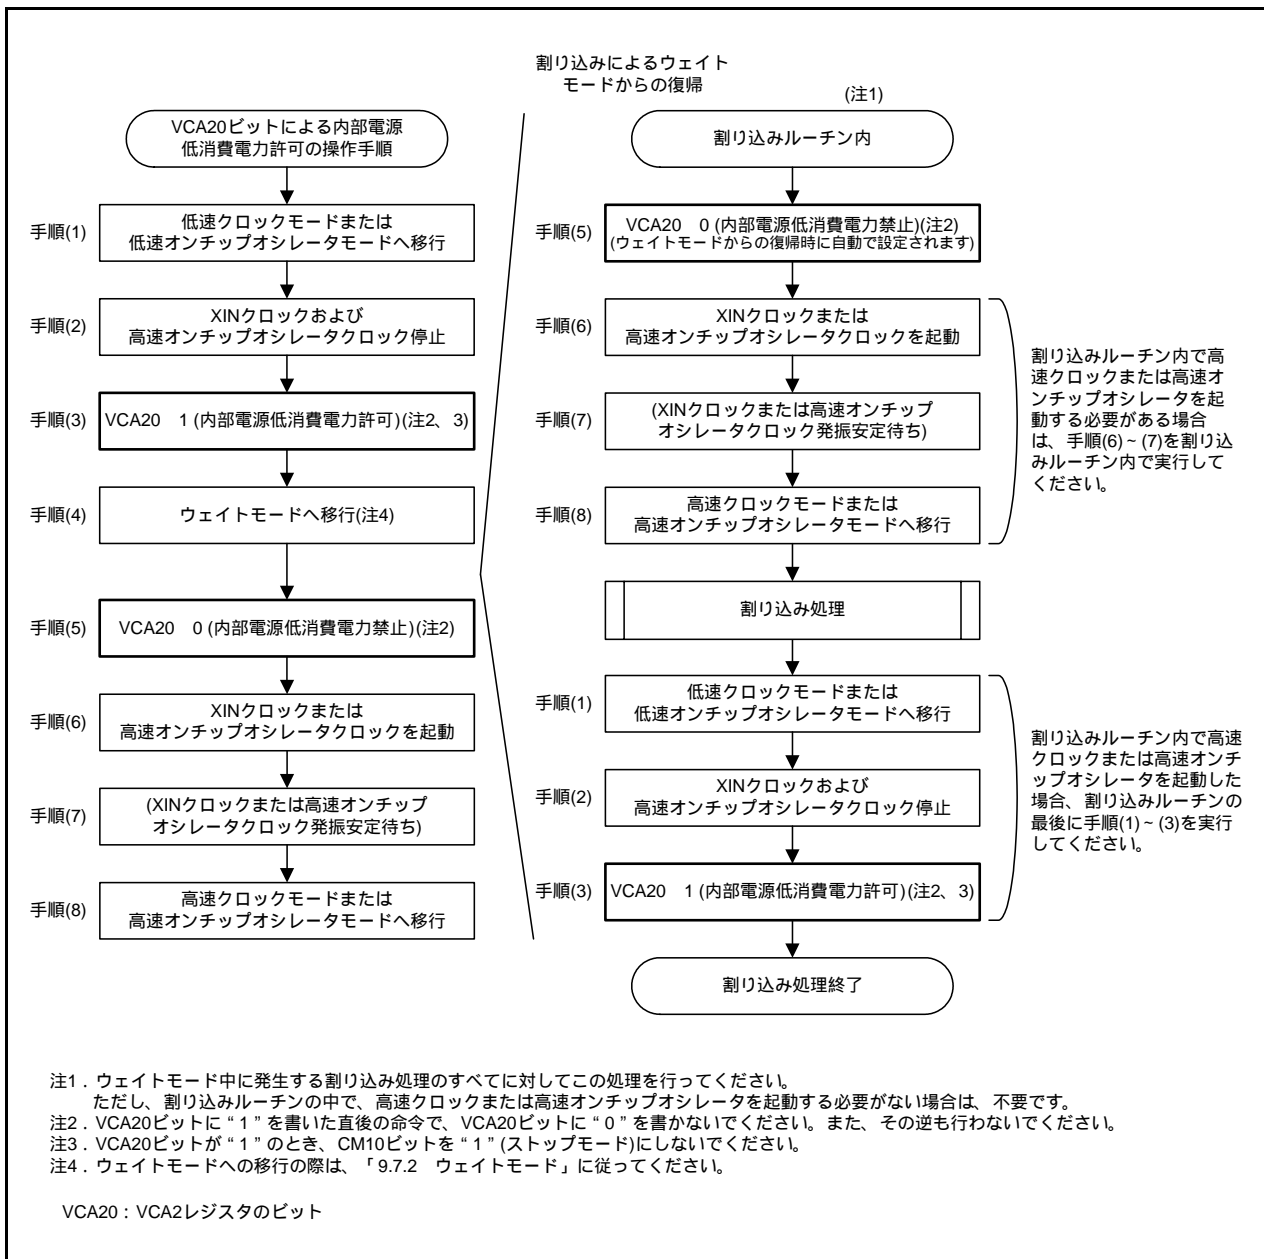 VCA20ビットによる内部電源
低消費電力許可の操作手順
手順(1)
低速クロックモードまたは
低速オンチップオシレータモードへ移行
手順(2)
XINクロックおよび
高速オンチップオシレータクロック停止
手順(3)
VCA20　1 (内部電源低消費電力許可)(注2、3)
手順(4)
ウェイトモードへ移行(注4)
手順(5)
VCA20　0 (内部電源低消費電力禁止)(注2)
手順(6)
XINクロックまたは
高速オンチップオシレータクロックを起動
手順(7)
(XINクロックまたは高速オンチップ
オシレータクロック発振安定待ち)
手順(8)
高速クロックモードまたは
高速オンチップオシレータモードへ移行
割り込みによるウェイト
モードからの復帰
(注1)
割り込みルーチン内
手順(5)
VCA20　0 (内部電源低消費電力禁止)(注2)
(ウェイトモードからの復帰時に自動で設定されます)
手順(6)
XINクロックまたは
高速オンチップオシレータクロックを起動
手順(7)
(XINクロックまたは高速オンチップ
オシレータクロック発振安定待ち)
手順(8)
高速クロックモードまたは
高速オンチップオシレータモードへ移行
割り込みルーチン内で高
速クロックまたは高速オ
ンチップオシレータを起
動する必要がある場合
は、手順(6)~(7)を割り込
みルーチン内で実行して
ください。
割り込み処理
手順(1)
低速クロックモードまたは
低速オンチップオシレータモードへ移行
手順(2)
XINクロックおよび
高速オンチップオシレータクロック停止
手順(3)
VCA20　1 (内部電源低消費電力許可)(注2、3)
割り込みルーチン内で高速
クロックまたは高速オンチ
ップオシレータを起動した
場合、割り込みルーチンの
最後に手順(1)~(3)を実行
してください。
割り込み処理終了
注1．ウェイトモード中に発生する割り込み処理のすべてに対してこの処理を行ってください。
ただし、割り込みルーチンの中で、高速クロックまたは高速オンチップオシレータを起動する必要がない場合は、不要です。
注2．VCA20ビットに“1”を書いた直後の命令で、VCA20ビットに“0”を書かないでください。また、その逆も行わないでください。
注3．VCA20ビットが“1”のとき、CM10ビットを“1”(ストップモード)にしないでください。
注4．ウェイトモードへの移行の際は、「9.7.2　ウェイトモード」に従ってください。
VCA20：VCA2レジスタのビット